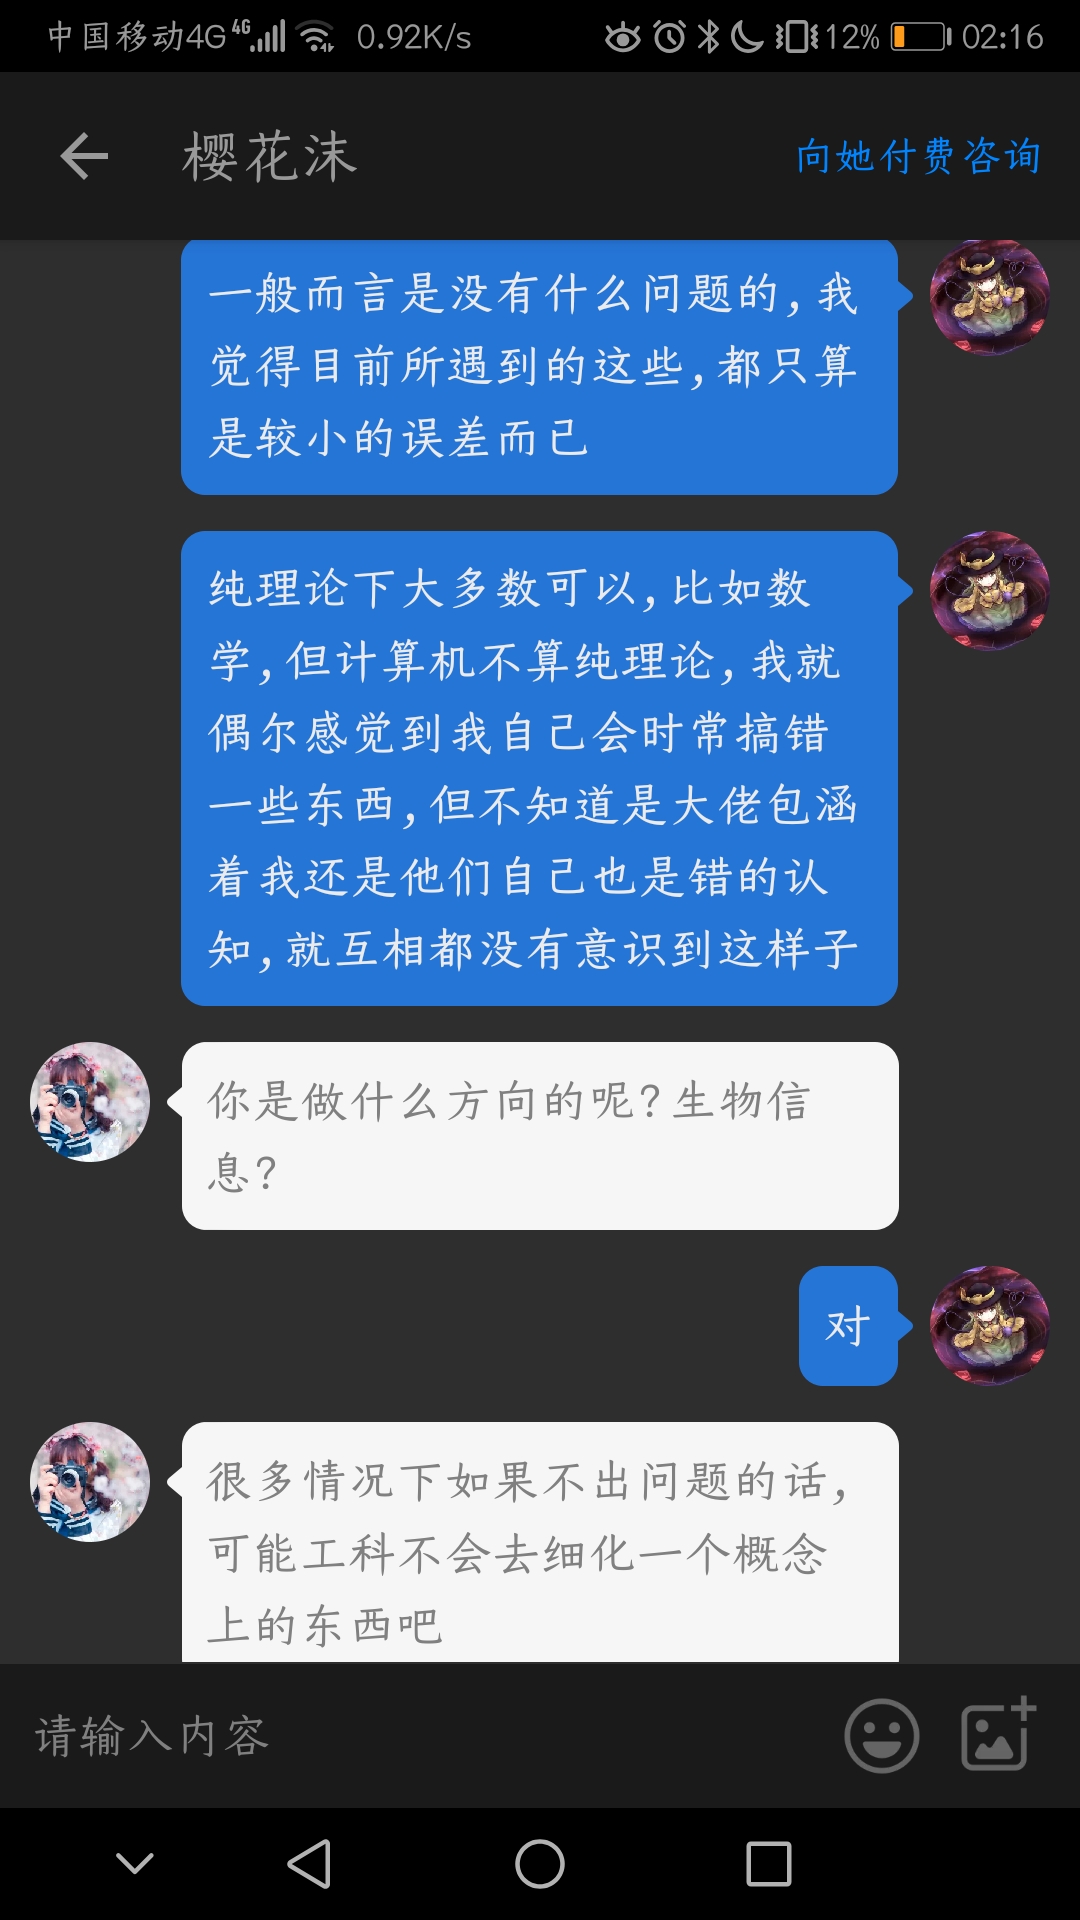 中国移动4G 4G 0.92K/s 12% 02:16
樱花沫 向她付费咨询
一般而言是没有什么问题的,我
觉得目前所遇到的这些,都只算
是较小的误差而已
纯理论下大多数可以,比如数
学,但计算机不算纯理论,我就
偶尔感觉到我自己会时常搞错
一些东西,但不知道是大佬包涵
着我还是他们自己也是错的认
知,就互相都没有意识到这样子
你是做什么方向的呢?生物信
息?
对
很多情况下如果不出问题的话,
可能工科不会去细化一个概念
上的东西吧
请输入内容